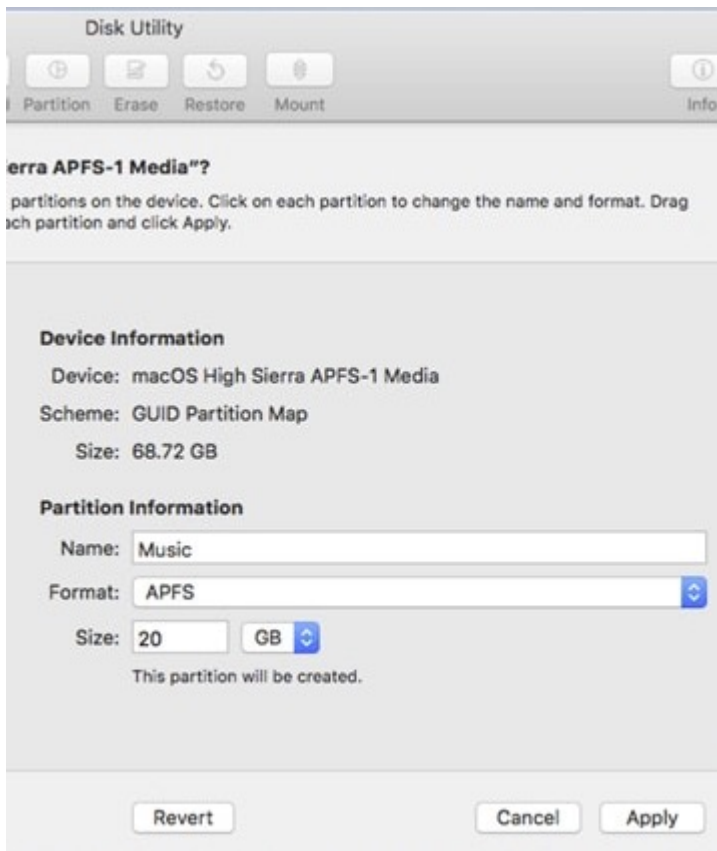 Disk Utility
Partition Erase Restore Mount Info
erra APFS-1 Media"?
partitions on the device. Click on each partition to change the name and format. Drag
ach partition and click Apply.
Device Information
Device: macOS High Sierra APFS-1 Media
Scheme: GUID Partition Map
Size: 68.72 GB
Partition Information
Name: Music
Format: APFS
Size: 20 GB
This partition will be created.
Revert Cancel Apply